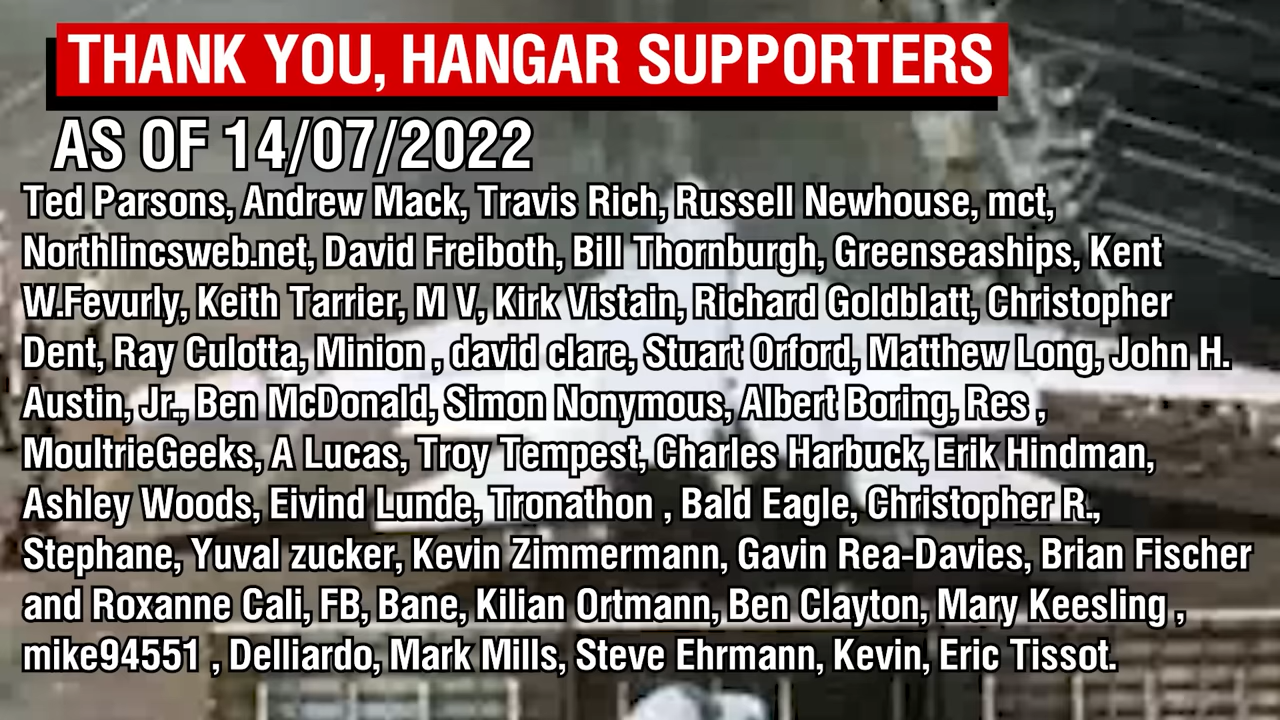 THANK YOU, HANGAR SUPPORTERS
AS OF 14/07/2022
Ted Parsons, Andrew Mack, Travis Rich, Russell Newhouse, mct,
Northlincsweb.net, David Freiboth, Bill Thornburgh, Greenseaships, Kent
W.Fevurly, Keith Tarrier, M V, Kirk Vistain, Richard Goldblatt, Christopher
Dent, Ray Culotta, Minion , david clare, Stuart Orford, Matthew Long, John H.
Austin, Jr., Ben McDonald, Simon Nonymous, Albert Boring, Res ,
MoultrieGeeks, A Lucas, Troy Tempest, Charles Harbuck, Erik Hindman,
Ashley Woods, Eivind Lunde, Tronathon , Bald Eagle, Christopher R.,
Stephane, Yuval zucker, Kevin Zimmermann, Gavin Rea-Davies, Brian Fischer
and Roxanne Cali, FB, Bane, Kilian Ortmann, Ben Clayton, Mary Keesling ,
mike94551 , Delliardo, Mark Mills, Steve Ehrmann, Kevin, Eric Tissot.